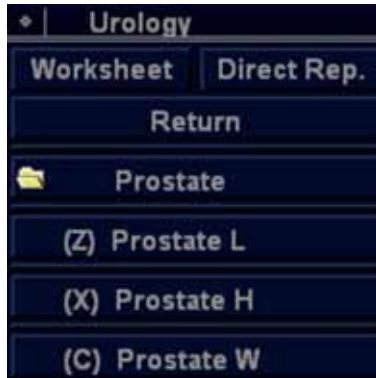 Urology
Worksheet Direct Rep.
Return
Prostate
(Z) Prostate L
(X) Prostate H
(C) Prostate W